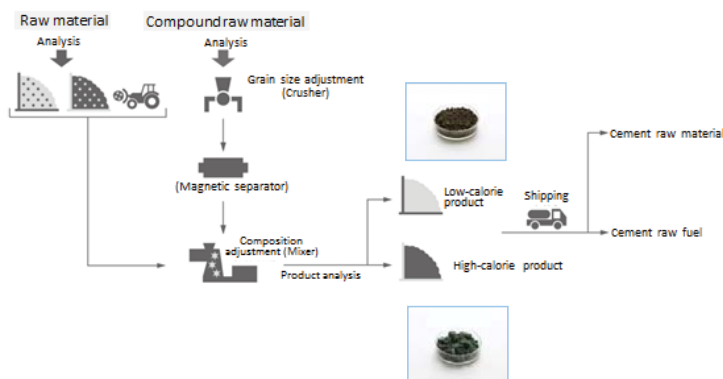 Raw material
Compound raw material
Analysis
Analysis
Grain size adjustment
(Crusher)
Cement raw material
(Magnetic separator)
Low-calorie
product
Shipping
Composition
adjustment (Mixer)
Cement raw fuel
Product analysis
High-calorie product